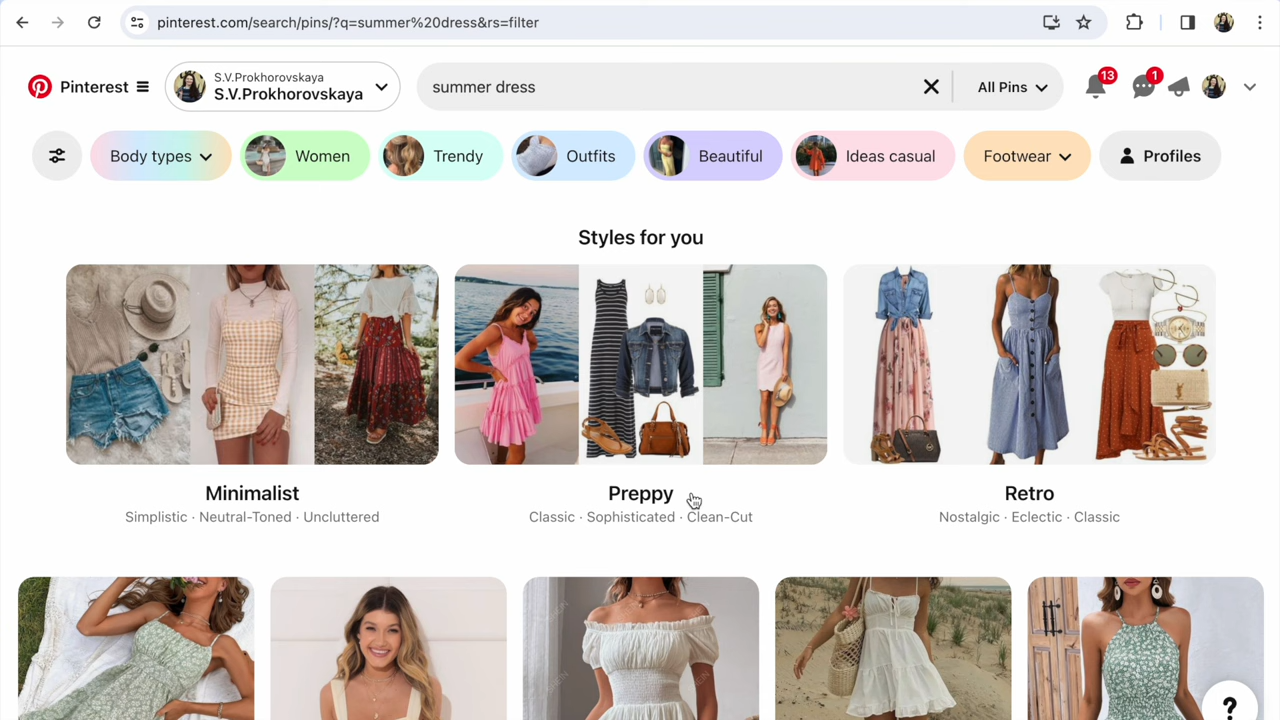 pinterest.com/search/pins/?q=summer%20dress&rs=filter
Pinterest
S.V.Prokhorovskaya
S.V.Prokhorovskaya
summer dress
All Pins
13
1
Body types
Women
Trendy
Outfits
Beautiful
Ideas casual
Footwear
Profiles
Styles for you
Minimalist
Simplistic · Neutral-Toned · Uncluttered
Preppy
Classic · Sophisticated · Clean-Cut
Retro
Nostalgic · Eclectic · Classic
?